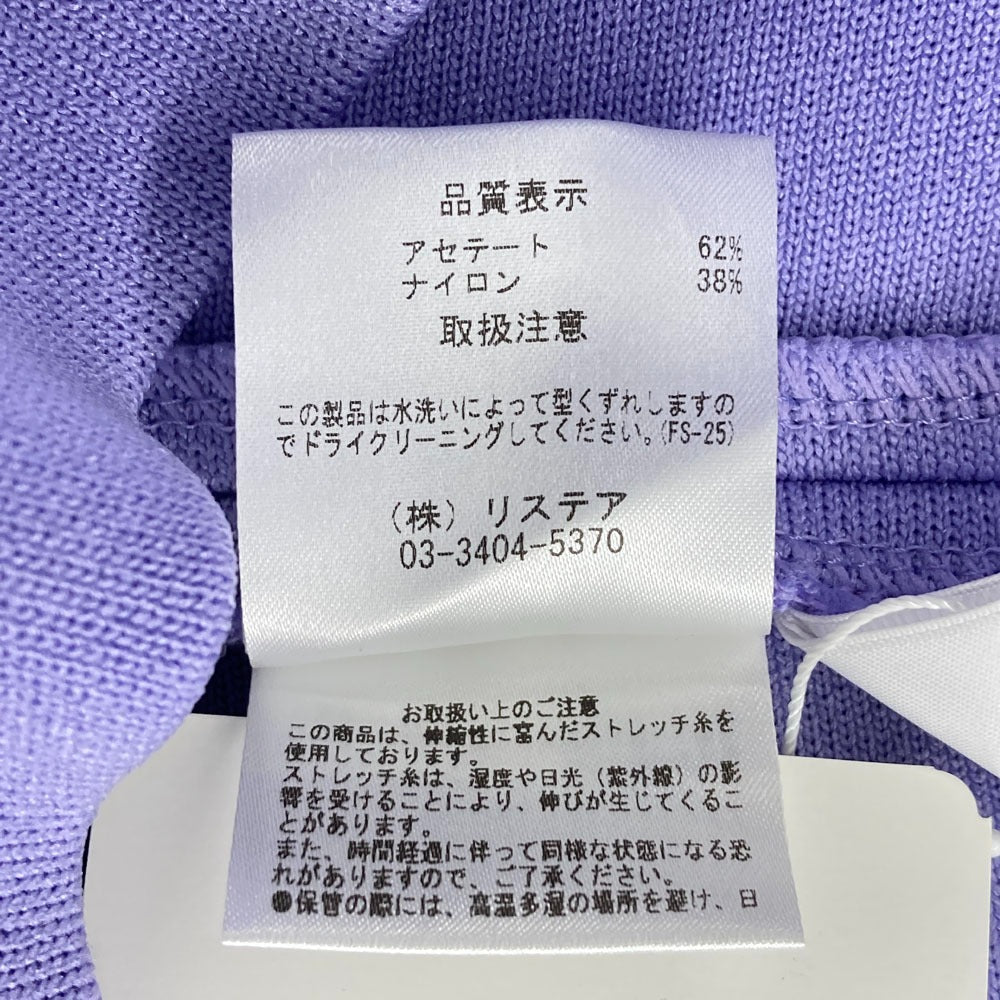 品質表示
アセテート 62%
ナイロン 38%
取扱注意
この製品は水洗いによって型くずれしますの
でドライクリーニングしてください。(FS-25)
(株) リステア
03-3404-5370
お取扱い上のご注意
この商品は、伸縮性に富んだストレッチ糸を
使用しております。
ストレッチ糸は、湿度や日光(紫外線)の影
響を受けることにより、伸びが生じてくるこ
とがあります。
また、時間経過に伴って同様な状態になる恐
れがありますので、ご了承ください。
●保管の際には、高温多湿の場所を避け、日